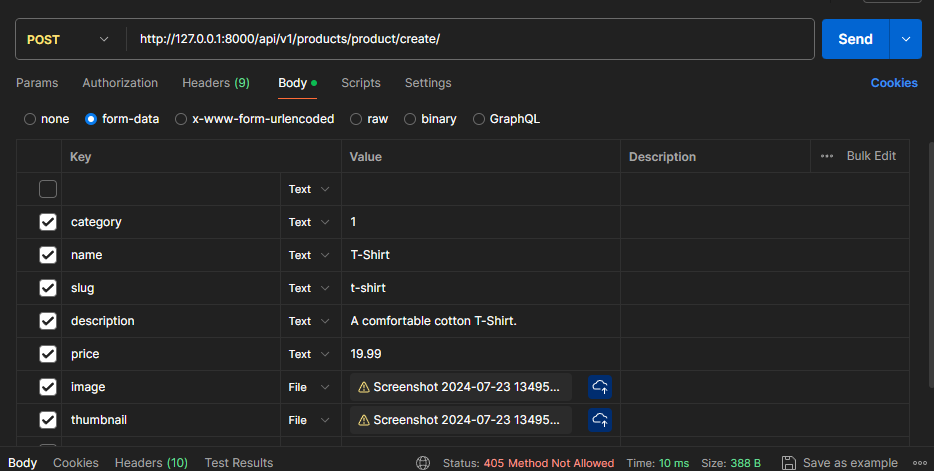 POST http://127.0.0.1:8000/api/v1/products/product/create/ Send
Params Authorization Headers (9) Body Scripts Settings Cookies
none form-data x-www-form-urlencoded raw binary GraphQL
Key Value Description ••• Bulk Edit
Text
category Text 1
name Text T-Shirt
slug Text t-shirt
description Text A comfortable cotton T-Shirt.
price Text 19.99
image File Screenshot 2024-07-23 13495...
thumbnail File Screenshot 2024-07-23 13495...
Body Cookies Headers (10) Test Results Status: 405 Method Not Allowed Time: 10 ms Size: 388 B Save as example